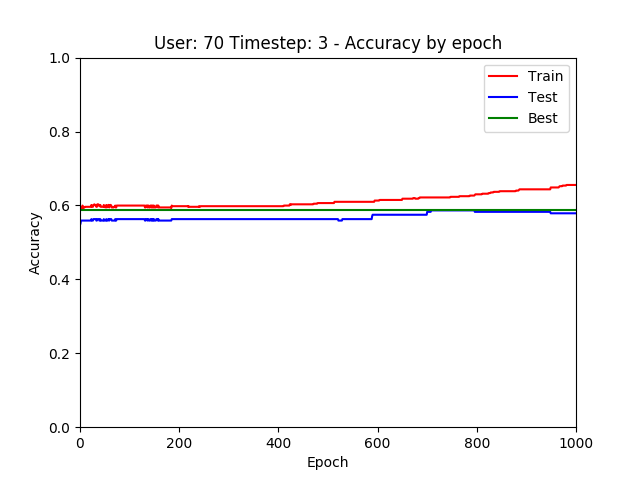 User: 70 Timestep: 3 - Accuracy by epoch
Train
Test
Best
1.0
0.8
0.6
0.4
0.2
0.0
Accuracy
0 200 400 600 800 1000
Epoch